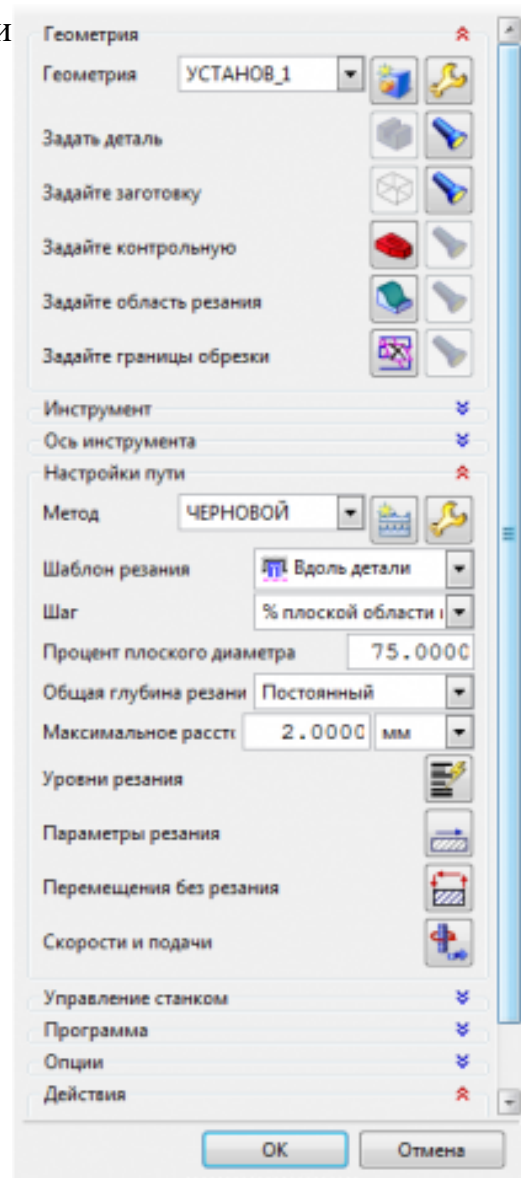 и
Геометрия
Геометрия УСТАНОВ_1
Задать деталь
Задайте заготовку
Задайте контрольную
Задайте область резания
Задайте границы обрезки
Инструмент
Ось инструмента
Настройки пути
Метод ЧЕРНОВОЙ
Шаблон резания Вдоль детали
Шаг % плоской области
Процент плоского диаметра 75.0000
Общая глубина резани Постоянный
Максимальное расст 2.0000 мм
Уровни резания
Параметры резания
Перемещения без резания
Скорости и подачи
Управление станком
Программа
Опции
Действия
ОК Отмена